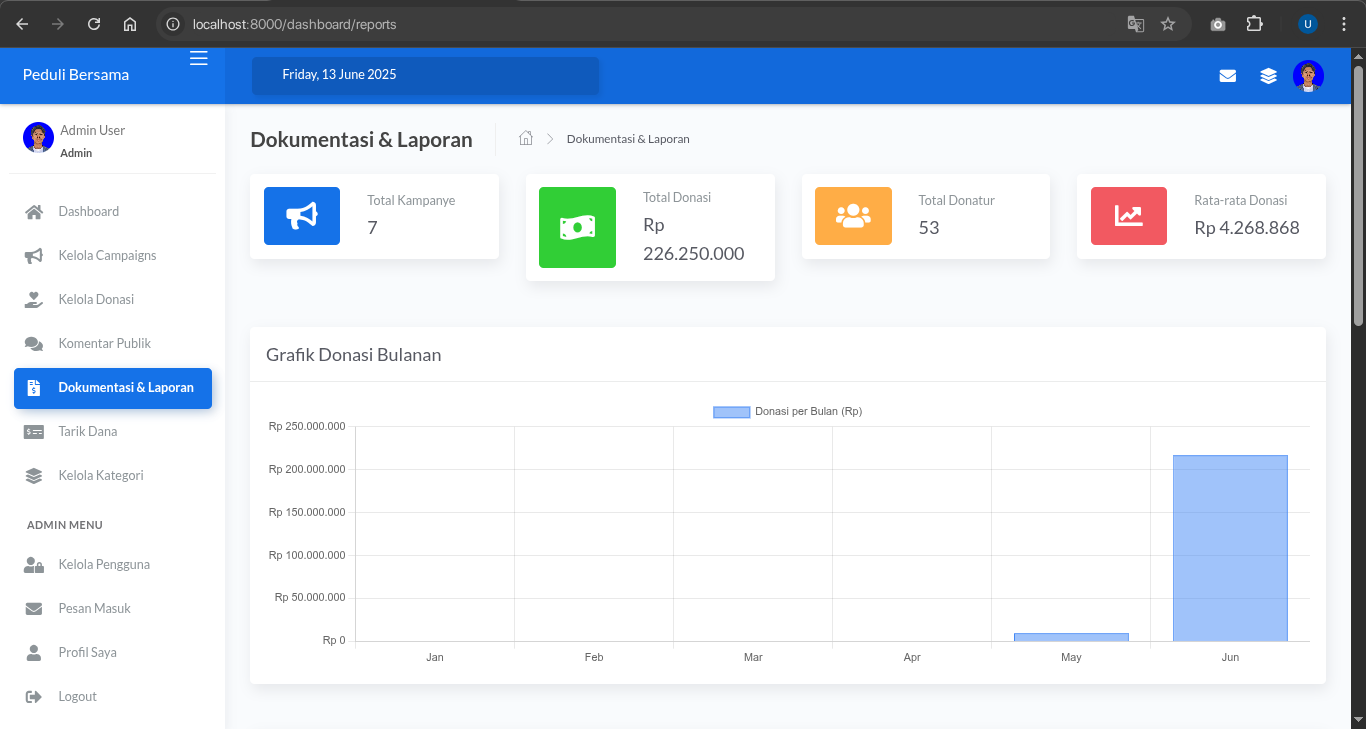 localhost:8000/dashboard/reports
U
Peduli Bersama
Friday, 13 June 2025
Admin User
Admin
Dashboard
Kelola Campaigns
Kelola Donasi
Komentar Publik
Dokumentasi & Laporan
Tarik Dana
Kelola Kategori
ADMIN MENU
Kelola Pengguna
Pesan Masuk
Profil Saya
Logout
Dokumentasi & Laporan
Dokumentasi & Laporan
Total Kampanye
7
Total Donasi
Rp
226.250.000
Total Donatur
53
Rata-rata Donasi
Rp 4.268.868
Grafik Donasi Bulanan
Donasi per Bulan (Rp)
Rp 250.000.000
Rp 200.000.000
Rp 150.000.000
Rp 100.000.000
Rp 50.000.000
Rp 0
Jan
Feb
Mar
Apr
May
Jun